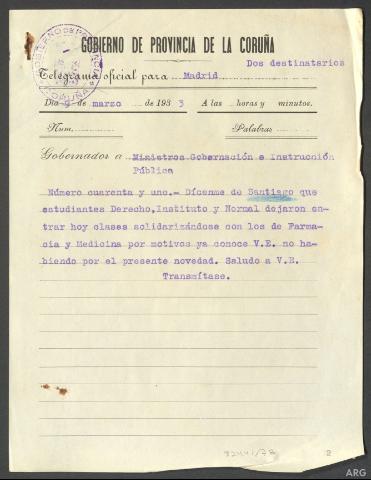 GOBIERNO DE PROVINCIA DE LA CORUÑA
Dos destinatarios
Telegrama oficial para Madrid
Día 9 de marzo de 1933 A las horas y minutos.
Núm. Palabras
Gobernador a Ministros Gobernación e Instrucción
Pública
Número cuarenta y uno.- Dícenme de Santiago que
estudiantes Derecho, Instituto y Normal dejaron en-
trar hoy clases solidarizándose con los de Farma-
cia y Medicina por motivos ya conoce V.E. no ha-
biendo por el presente novedad. Saludo a V.E.
Transmítase.
ARG